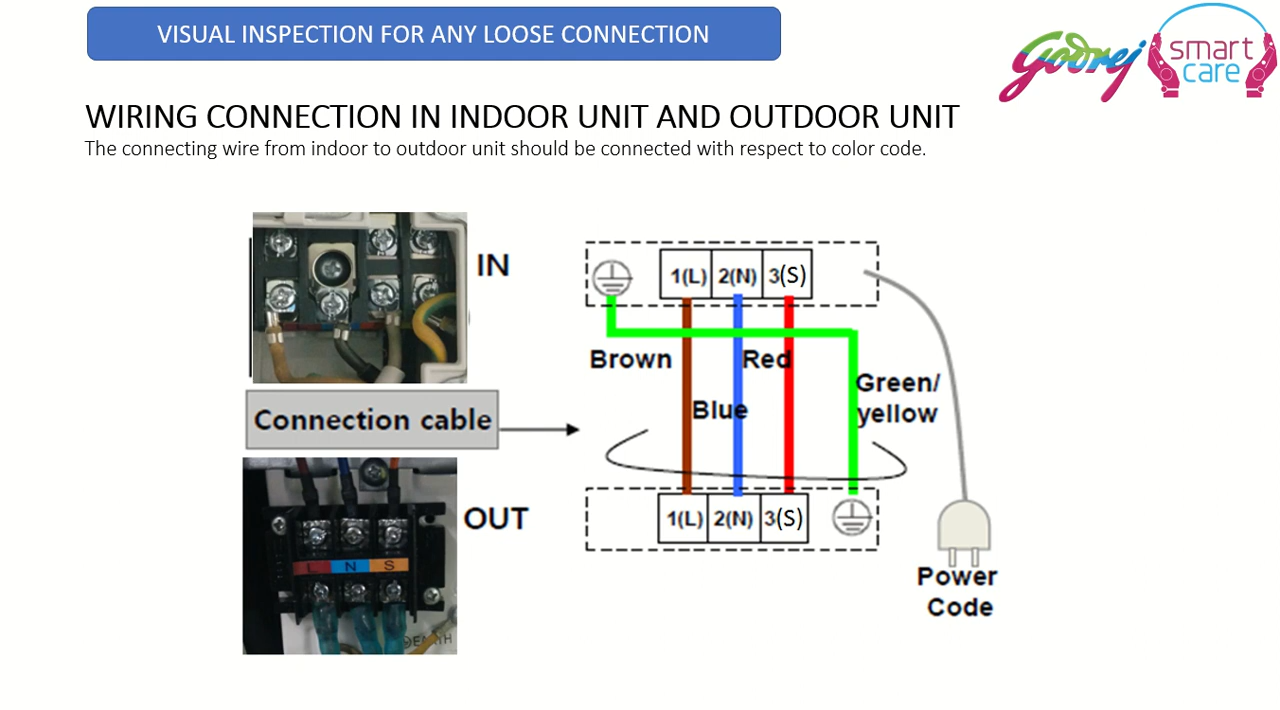 VISUAL INSPECTION FOR ANY LOOSE CONNECTION
Godrej
smart
care
WIRING CONNECTION IN INDOOR UNIT AND OUTDOOR UNIT
The connecting wire from indoor to outdoor unit should be connected with respect to color code.
IN
1(L) 2(N) 3(S)
Brown
Red
Green/
yellow
Blue
Connection cable
OUT
1(L) 2(N) 3(S)
L N S
EARTH
Power
Code